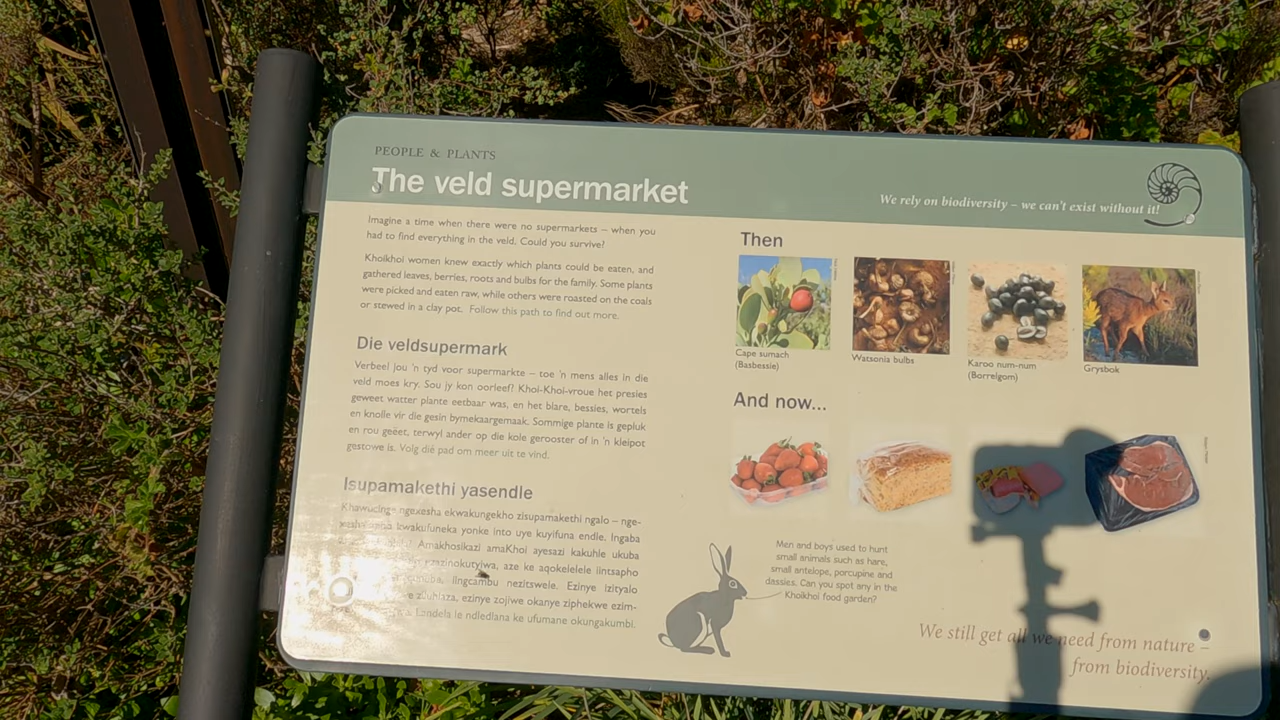 PEOPLE & PLANTS
The veld supermarket
We rely on biodiversity – we can't exist without it!
Imagine a time when there were no supermarkets – when you
had to find everything in the veld. Could you survive?
Khoikhoi women knew exactly which plants could be eaten, and
gathered leaves, berries, roots and bulbs for the family. Some plants
were picked and eaten raw, while others were roasted on the coals
or stewed in a clay pot. Follow this path to find out more.
Die veldsupermark
Verbeel jou 'n tyd voor supermarkte – toe 'n mens alles in die
veld moes kry. Sou jy kon oorleef? Khoi-Khoi-vroue het presies
geweet watter plante eetbaar was, en het blare, bessies, wortels
en knolle vir die gesin bymekaargemaak. Sommige plante is gepluk
en rou geëet, terwyl ander op die kole gerooster of in 'n kleipot
gestowe is. Volg dié pad om meer uit te vind.
Isupamakethi yasendle
Khawucinge ngexesha ekwakungekho zisupamakethi ngalo – nge-
kwakufuneka yonke into uye kuyifuna endle. Ingaba
Amakhosikazi amaKhoi ayesazi kakuhle ukuba
aze ke aqokelelele iintsapho
iingcambu nezitswele. Ezinye izityalo
ziluhlaza, ezinye zojiwe okanye ziphekwe ezim-
Landela le ndledlana ke ufumane okungakumbi.
Then
Cape sumach
(Basbessie)
Watsonia bulbs
Karoo num-num
(Borrelgom)
Grysbok
And now...
Men and boys used to hunt
small animals such as hare,
small antelope, porcupine and
dassies. Can you spot any in the
Khoikhoi food garden?
We still get all we need from nature –
from biodiversity.